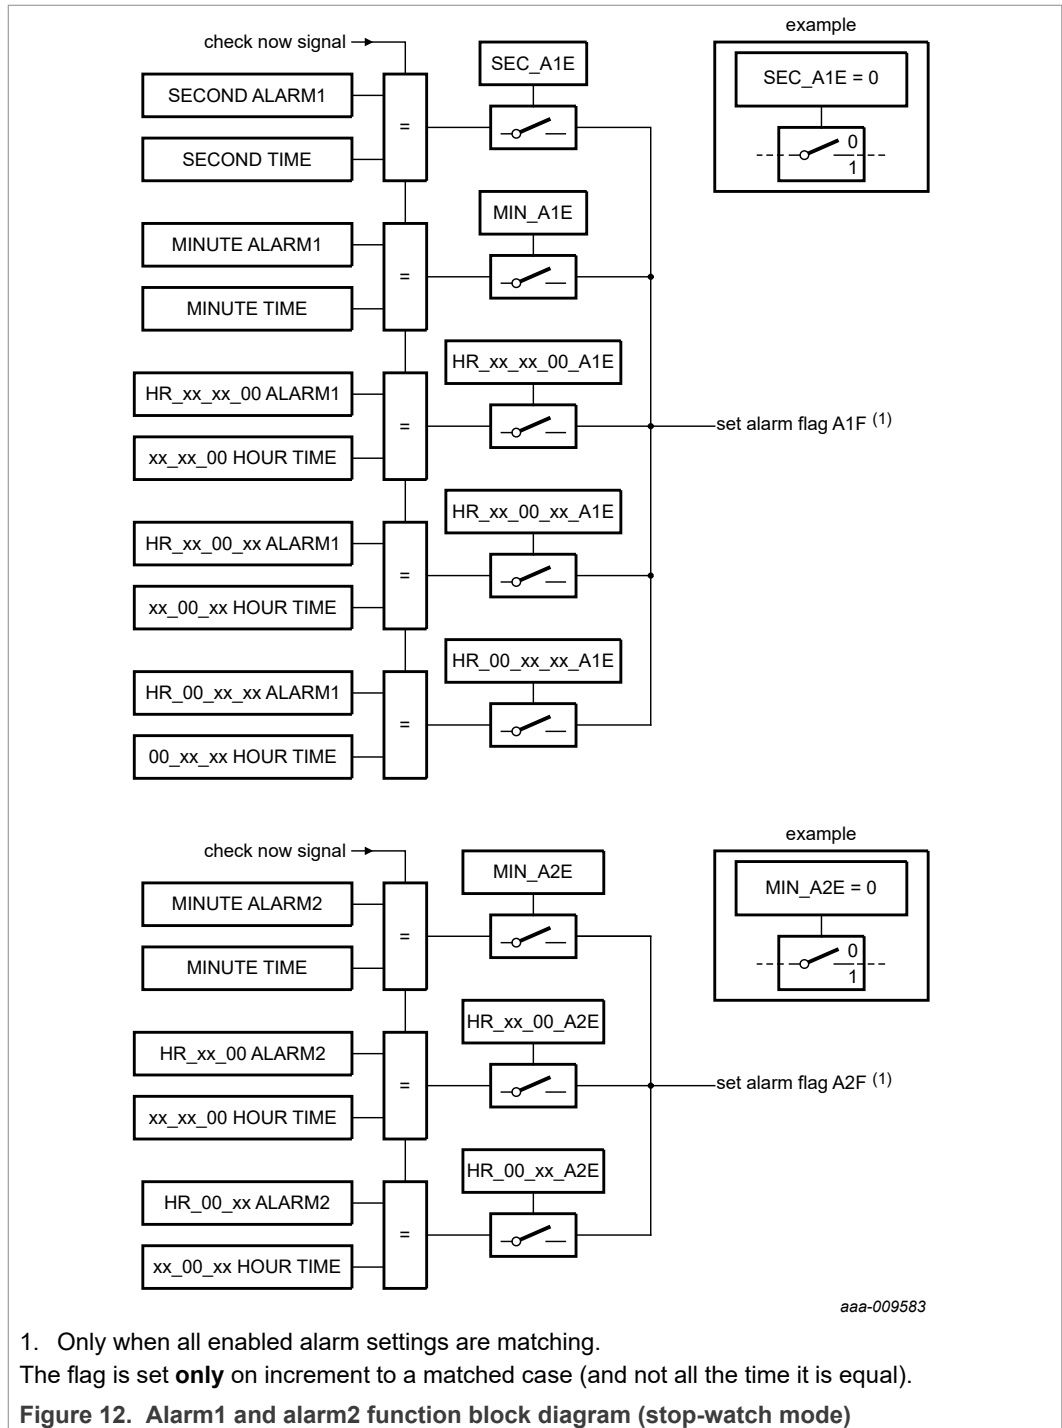 example
check now signal
SEC_A1E
SEC_A1E = 0
SECOND ALARM1
0
=
1
SECOND TIME
MIN_A1E
MINUTE ALARM1
=
MINUTE TIME
HR_xx_xx_00_A1E
HR_xx_xx_00 ALARM1
=
set alarm flag A1F (1)
xx_xx_00 HOUR TIME
HR_xx_00_xx_A1E
HR_xx_00_xx ALARM1
=
xx_00_xx HOUR TIME
HR_00_xx_xx_A1E
HR_00_xx_xx ALARM1
=
00_xx_xx HOUR TIME
example
check now signal
MIN_A2E
MIN_A2E = 0
MINUTE ALARM2
0
=
1
MINUTE TIME
HR_xx_00_A2E
HR_xx_00 ALARM2
=
set alarm flag A2F (1)
xx_xx_00 HOUR TIME
HR_00_xx_A2E
HR_00_xx ALARM2
=
xx_00_xx HOUR TIME
aaa-009583
1. Only when all enabled alarm settings are matching.
The flag is set only on increment to a matched case (and not all the time it is equal).
Figure 12. Alarm1 and alarm2 function block diagram (stop-watch mode)